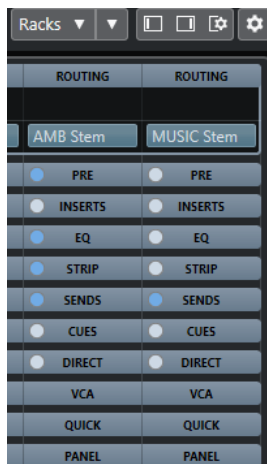 Racks
ROUTING ROUTING
AMB Stem MUSIC Stem
PRE PRE
INSERTS INSERTS
EQ EQ
STRIP STRIP
SENDS SENDS
CUES CUES
DIRECT DIRECT
VCA VCA
QUICK QUICK
PANEL PANEL